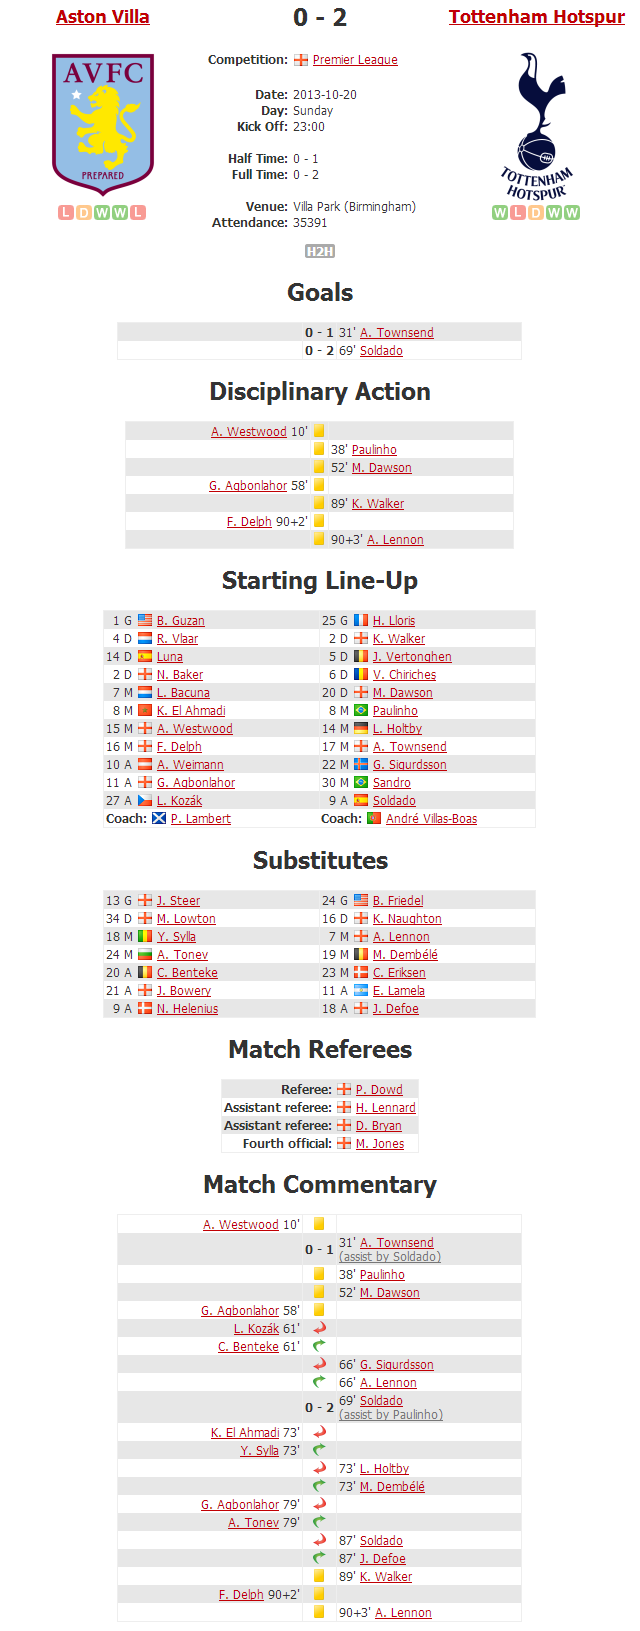 Aston Villa 0 - 2 Tottenham Hotspur
AVFC
PREPARED
TOTTENHAM
HOTSPUR
Competition: Premier League
Date: 2013-10-20
Day: Sunday
Kick Off: 23:00
Half Time: 0 - 1
Full Time: 0 - 2
Venue: Villa Park (Birmingham)
Attendance: 35391
L D W W L
W L D W W
H2H
Goals
0 - 1 31' A. Townsend
0 - 2 69' Soldado
Disciplinary Action
A. Westwood 10'
38' Paulinho
52' M. Dawson
G. Agbonlahor 58'
89' K. Walker
F. Delph 90+2'
90+3' A. Lennon
Starting Line-Up
1 G B. Guzan 25 G H. Lloris
4 D R. Vlaar 2 D K. Walker
14 D Luna 5 D J. Vertonghen
2 D N. Baker 6 D V. Chiriches
7 M L. Bacuna 20 D M. Dawson
8 M K. El Ahmadi 8 M Paulinho
15 M A. Westwood 14 M L. Holtby
16 M F. Delph 17 M A. Townsend
10 A A. Weimann 22 M G. Sigurdsson
11 A G. Agbonlahor 30 M Sandro
27 A L. Kozák 9 A Soldado
Coach: P. Lambert Coach: André Villas-Boas
Substitutes
13 G J. Steer 24 G B. Friedel
34 D M. Lowton 16 D K. Naughton
18 M Y. Sylla 7 M A. Lennon
24 M A. Tonev 19 M M. Dembélé
20 A C. Benteke 23 M C. Eriksen
21 A J. Bowery 11 A E. Lamela
9 A N. Helenius 18 A J. Defoe
Match Referees
Referee: P. Dowd
Assistant referee: H. Lennard
Assistant referee: D. Bryan
Fourth official: M. Jones
Match Commentary
A. Westwood 10'
0 - 1 31' A. Townsend
(assist by Soldado)
38' Paulinho
52' M. Dawson
G. Agbonlahor 58'
L. Kozák 61'
C. Benteke 61'
66' G. Sigurdsson
66' A. Lennon
0 - 2 69' Soldado
(assist by Paulinho)
K. El Ahmadi 73'
Y. Sylla 73'
73' L. Holtby
73' M. Dembélé
G. Agbonlahor 79'
A. Tonev 79'
87' Soldado
87' J. Defoe
89' K. Walker
F. Delph 90+2'
90+3' A. Lennon